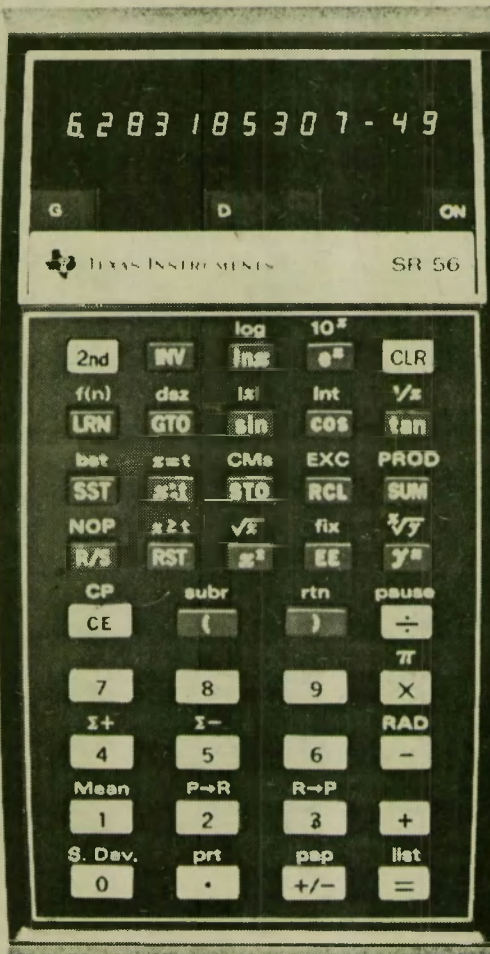 6.283185307-49
G D ON
TEXAS INSTRUMENTS SR 56
log 10ˣ
2nd INV lnx eˣ CLR
f(n) dsz |x| Int 1/x
LRN GTO sin cos tan
bst x=t CMs EXC PROD
SST x⇄t STO RCL SUM
NOP x≥t √x fix ˣ√y
R/S RST x² EE yˣ
CP subr rtn pause
CE ( ) ÷
π
7 8 9 ×
Σ+ Σ− RAD
4 5 6 −
Mean P→R R→P
1 2 3 +
S. Dev. prt pap list
0 . +/− =